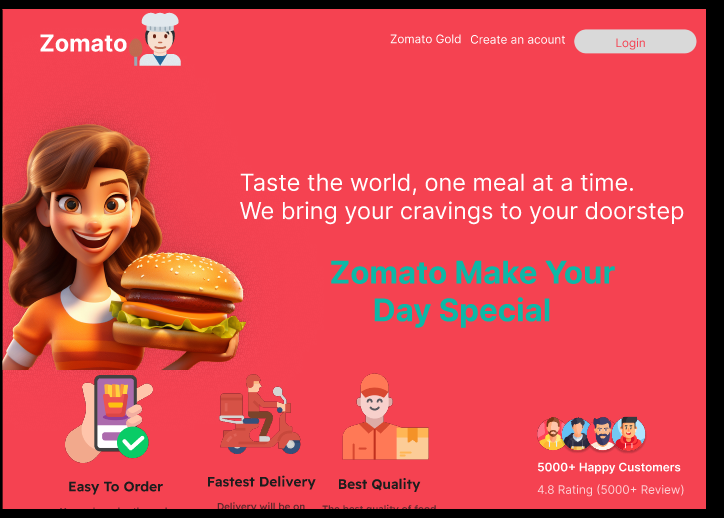 Zomato
Zomato Gold
Create an acount
Login
Taste the world, one meal at a time.
We bring your cravings to your doorstep
Zomato Make Your
Day Special
Easy To Order
Fastest Delivery
Best Quality
5000+ Happy Customers
4.8 Rating (5000+ Review)
Delivery will be on
The best quality of food